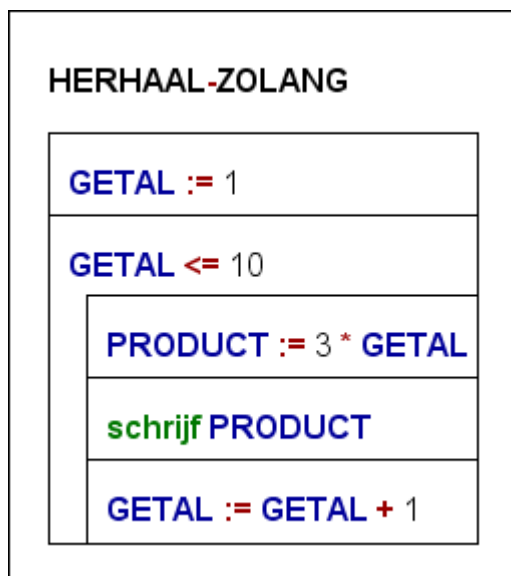 HERHAAL-ZOLANG
GETAL := 1
GETAL <= 10
PRODUCT := 3 * GETAL
schrijf PRODUCT
GETAL := GETAL + 1